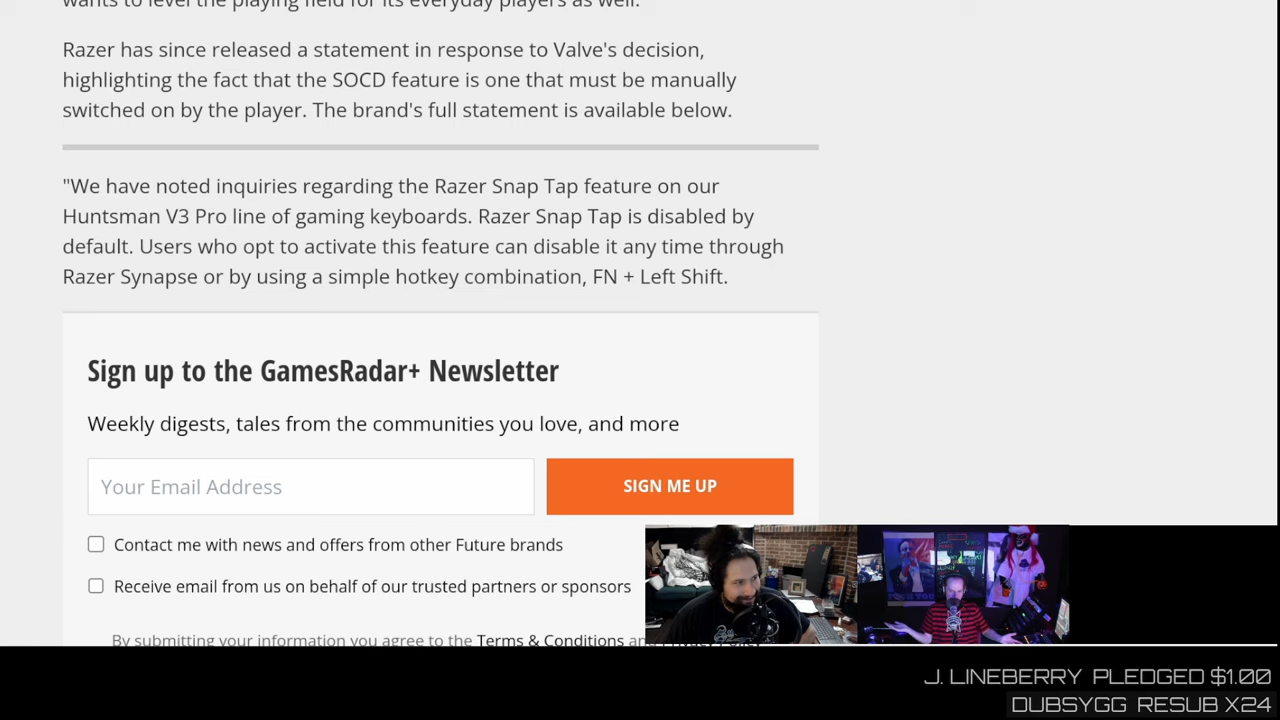 wants to level the playing field for its everyday players as well.
Razer has since released a statement in response to Valve's decision,
highlighting the fact that the SOCD feature is one that must be manually
switched on by the player. The brand's full statement is available below.
"We have noted inquiries regarding the Razer Snap Tap feature on our
Huntsman V3 Pro line of gaming keyboards. Razer Snap Tap is disabled by
default. Users who opt to activate this feature can disable it any time through
Razer Synapse or by using a simple hotkey combination, FN + Left Shift.
Sign up to the GamesRadar+ Newsletter
Weekly digests, tales from the communities you love, and more
Your Email Address
SIGN ME UP
Contact me with news and offers from other Future brands
Receive email from us on behalf of our trusted partners or sponsors
By submitting your information you agree to the Terms & Conditions and Privacy Policy
J. LINEBERRY PLEDGED $1.00
DUBSYGG RESUB X24